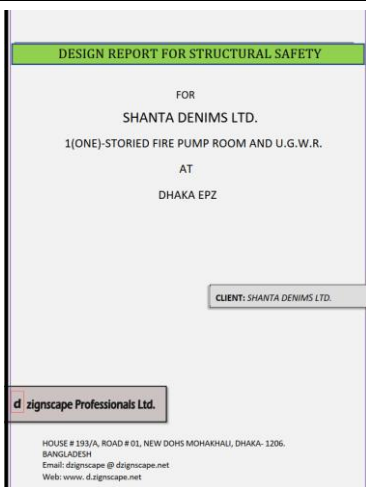 DESIGN REPORT FOR STRUCTURAL SAFETY
FOR
SHANTA DENIMS LTD.
1(ONE)-STORIED FIRE PUMP ROOM AND U.G.W.R.
AT
DHAKA EPZ
CLIENT: SHANTA DENIMS LTD.
d zignscape Professionals Ltd.
HOUSE # 193/A, ROAD # 01, NEW DOHS MOHAKHALI, DHAKA- 1206.
BANGLADESH
Email: dzignscape @ dzignscape.net
Web: www. d.zignscape.net